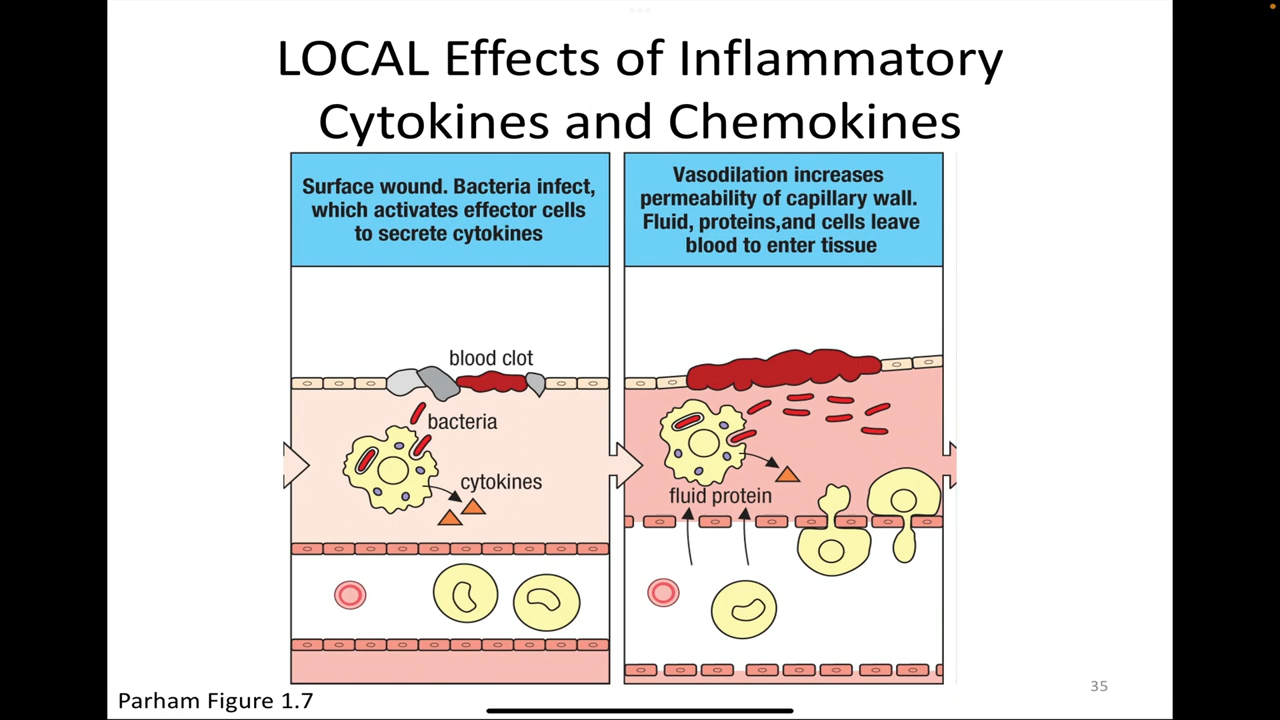 LOCAL Effects of Inflammatory
Cytokines and Chemokines
Surface wound. Bacteria infect,
which activates effector cells
to secrete cytokines
blood clot
bacteria
cytokines
Vasodilation increases
permeability of capillary wall.
Fluid, proteins,and cells leave
blood to enter tissue
fluid protein
Parham Figure 1.7
35